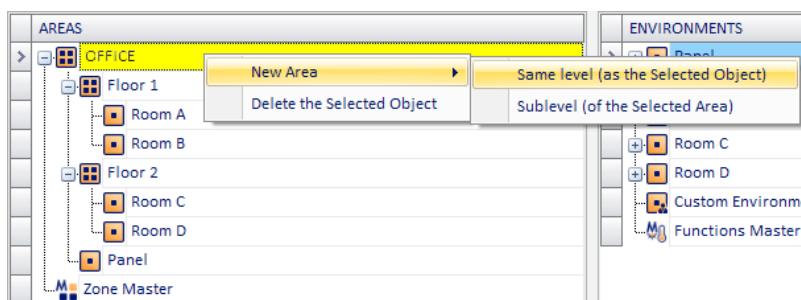 AREAS
ENVIRONMENTS
OFFICE
Panel
New Area
Same level (as the Selected Object)
Floor 1
Delete the Selected Object
Sublevel (of the Selected Area)
Room A
Room B
Room C
Floor 2
Room D
Room C
Custom Environm
Room D
Functions Master
Panel
Zone Master